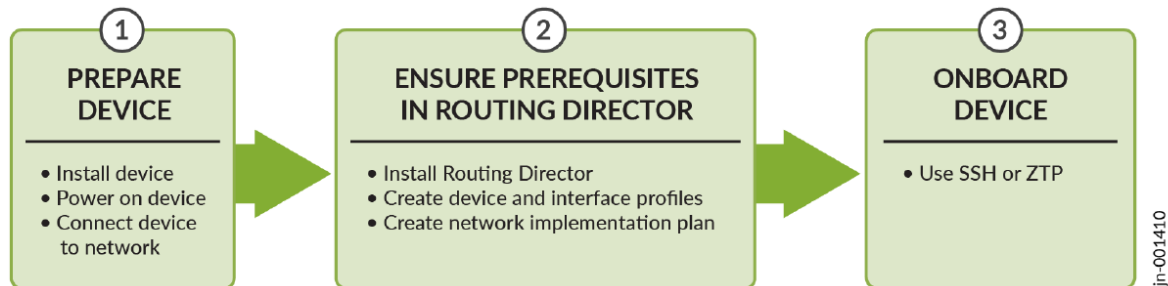 1
PREPARE
DEVICE
• Install device
• Power on device
• Connect device
to network
2
ENSURE PREREQUISITES
IN ROUTING DIRECTOR
• Install Routing Director
• Create device and interface profiles
• Create network implementation plan
3
ONBOARD
DEVICE
• Use SSH or ZTP
jn-001410